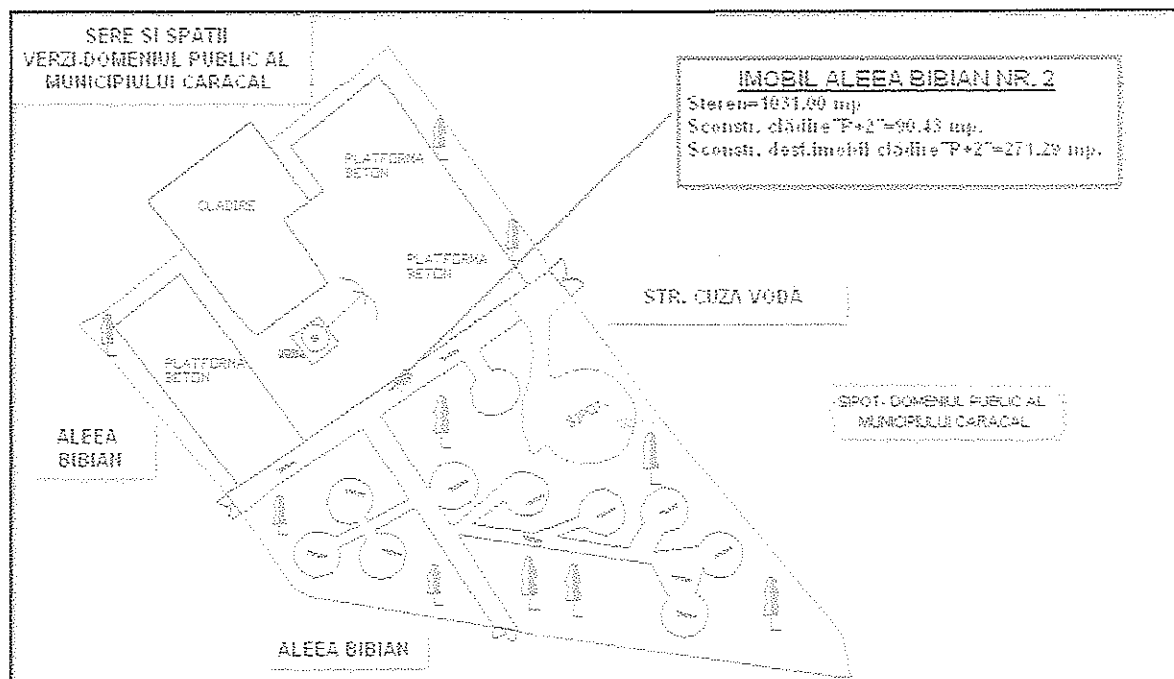 SERE SI SPATII
VERZI-DOMENIUL PUBLIC AL
MUNICIPIULUI CARACAL
IMOBIL ALEEA BIBIAN NR. 2
Steren=1031.00 mp
Sconstr. clădire "P+2"=90.43 mp.
Sconstr. desf.imobil clădire "P+2"=271.29 mp.
PLATFORMA
BETON
CLADIRE
PLATFORMA
BETON
STR. CUZA VODĂ
PLATFORMA
BETON
SIPOT
SIPOT- DOMENIUL PUBLIC AL
MUNICIPIULUI CARACAL
ALEEA
BIBIAN
ALEEA BIBIAN